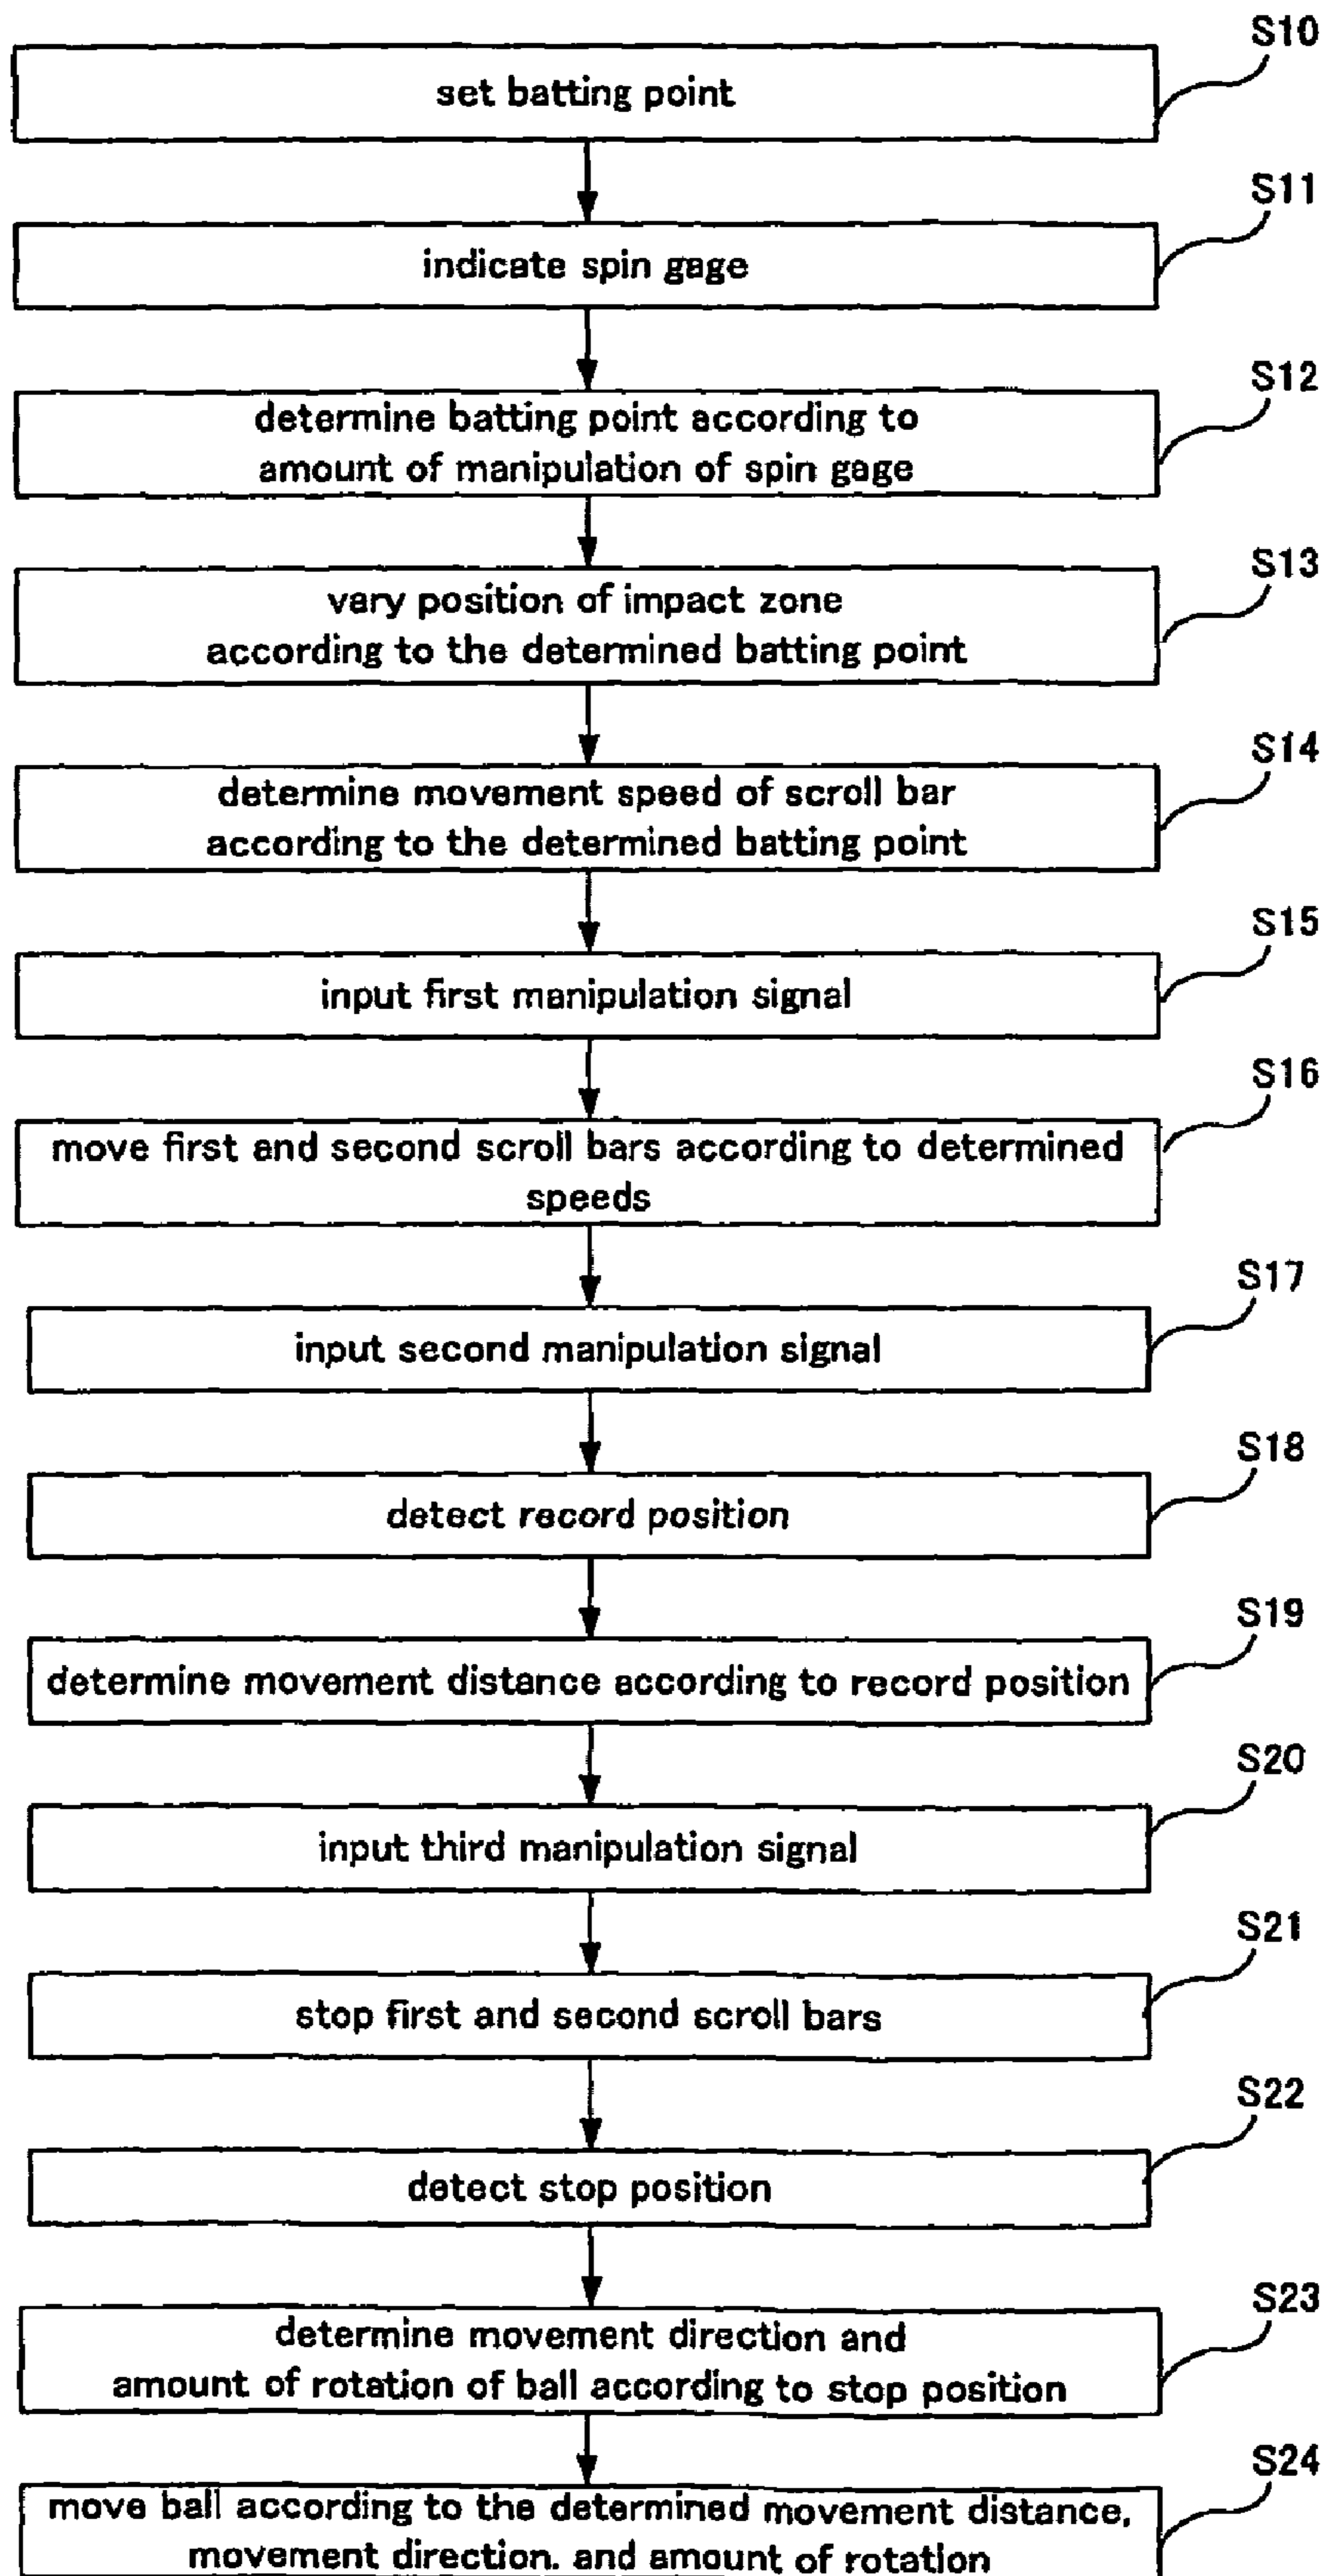 S10
set batting point
S11
indicate spin gage
S12
determine batting point according to
amount of manipulation of spin gage
S13
vary position of impact zone
according to the determined batting point
S14
determine movement speed of scroll bar
according to the determined batting point
S15
input first manipulation signal
S16
move first and second scroll bars according to determined
speeds
S17
input second manipulation signal
S18
detect record position
S19
determine movement distance according to record position
S20
input third manipulation signal
S21
stop first and second scroll bars
S22
detect stop position
S23
determine movement direction and
amount of rotation of ball according to stop position
S24
move ball according to the determined movement distance,
movement direction. and amount of rotation